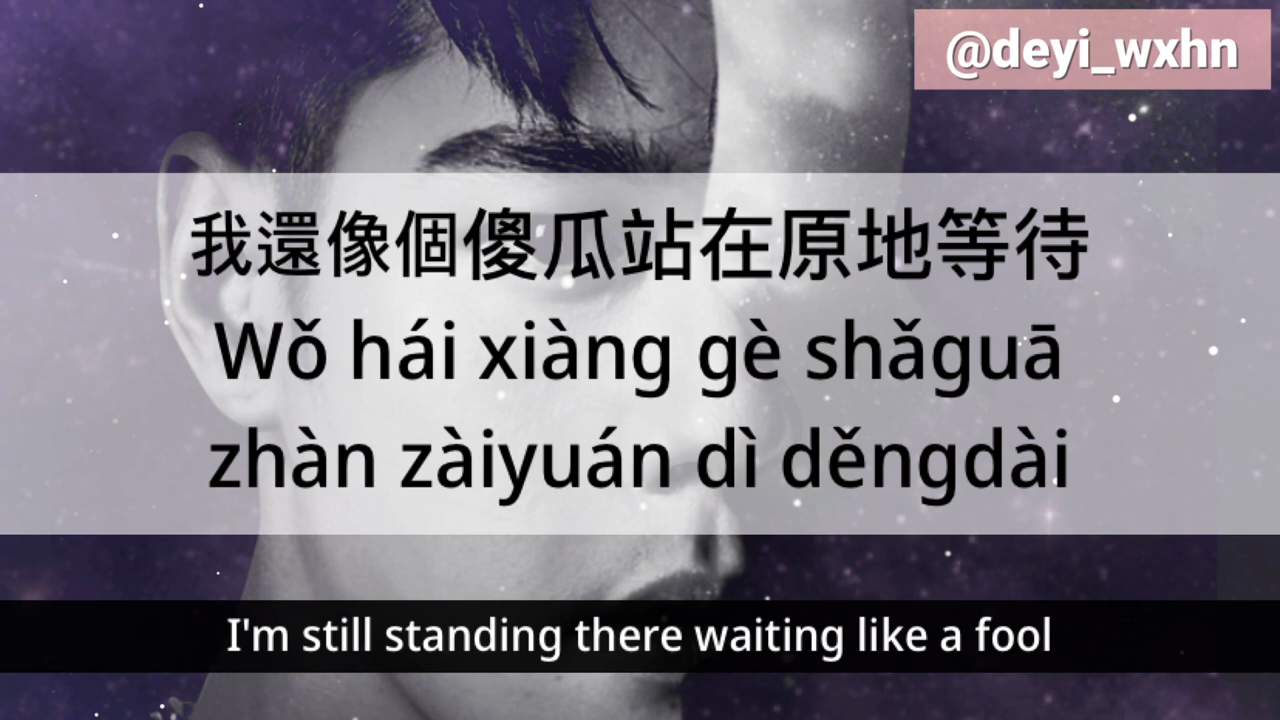 @deyi_wxhn
我還像個傻瓜站在原地等待
Wǒ hái xiàng gè shǎguā
zhàn zàiyuán dì děngdài
I'm still standing there waiting like a fool